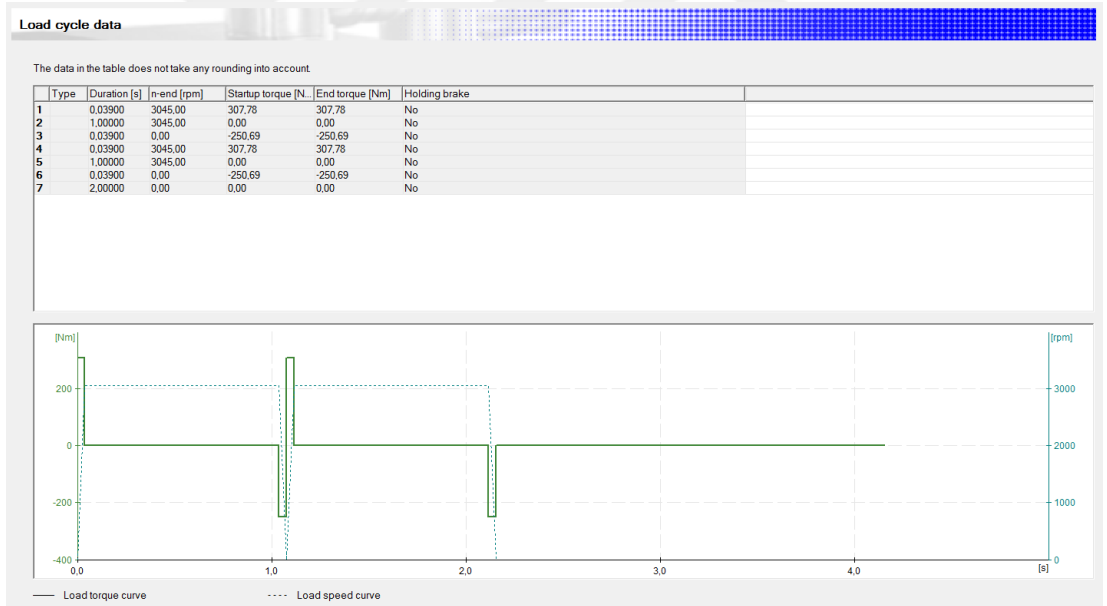 Load cycle data
The data in the table does not take any rounding into account.
Type Duration [s] n-end [rpm] Startup torque [N... End torque [Nm] Holding brake
1 0,03900 3045,00 307,78 307,78 No
2 1,00000 3045,00 0,00 0,00 No
3 0,03900 0,00 -250,69 -250,69 No
4 0,03900 3045,00 307,78 307,78 No
5 1,00000 3045,00 0,00 0,00 No
6 0,03900 0,00 -250,69 -250,69 No
7 2,00000 0,00 0,00 0,00 No
[Nm] [rpm]
200 3000
0 2000
-200 1000
-400 0
0,0 1,0 2,0 3,0 4,0 [s]
Load torque curve Load speed curve